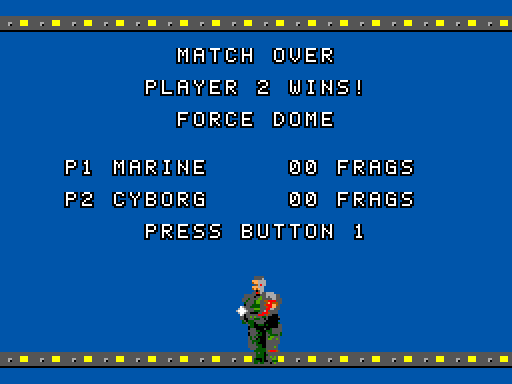 MATCH OVER
PLAYER 2 WINS!
FORCE DOME
P1 MARINE 00 FRAGS
P2 CYBORG 00 FRAGS
PRESS BUTTON 1